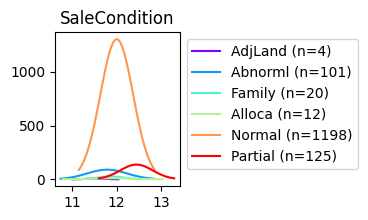 SaleCondition
1000
500
0
11
12
13
AdjLand (n=4)
Abnorml (n=101)
Family (n=20)
Alloca (n=12)
Normal (n=1198)
Partial (n=125)